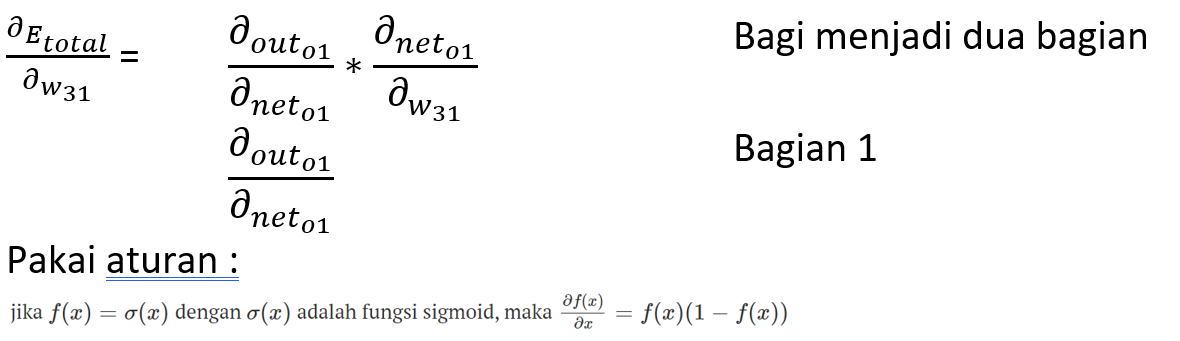 ∂E_total/∂w_31 = ∂out_o1/∂net_o1 * ∂net_o1/∂w_31 Bagi menjadi dua bagian
∂out_o1/∂net_o1 Bagian 1
Pakai aturan :
jika f(x) = σ(x) dengan σ(x) adalah fungsi sigmoid, maka ∂f(x)/∂x = f(x)(1 − f(x))